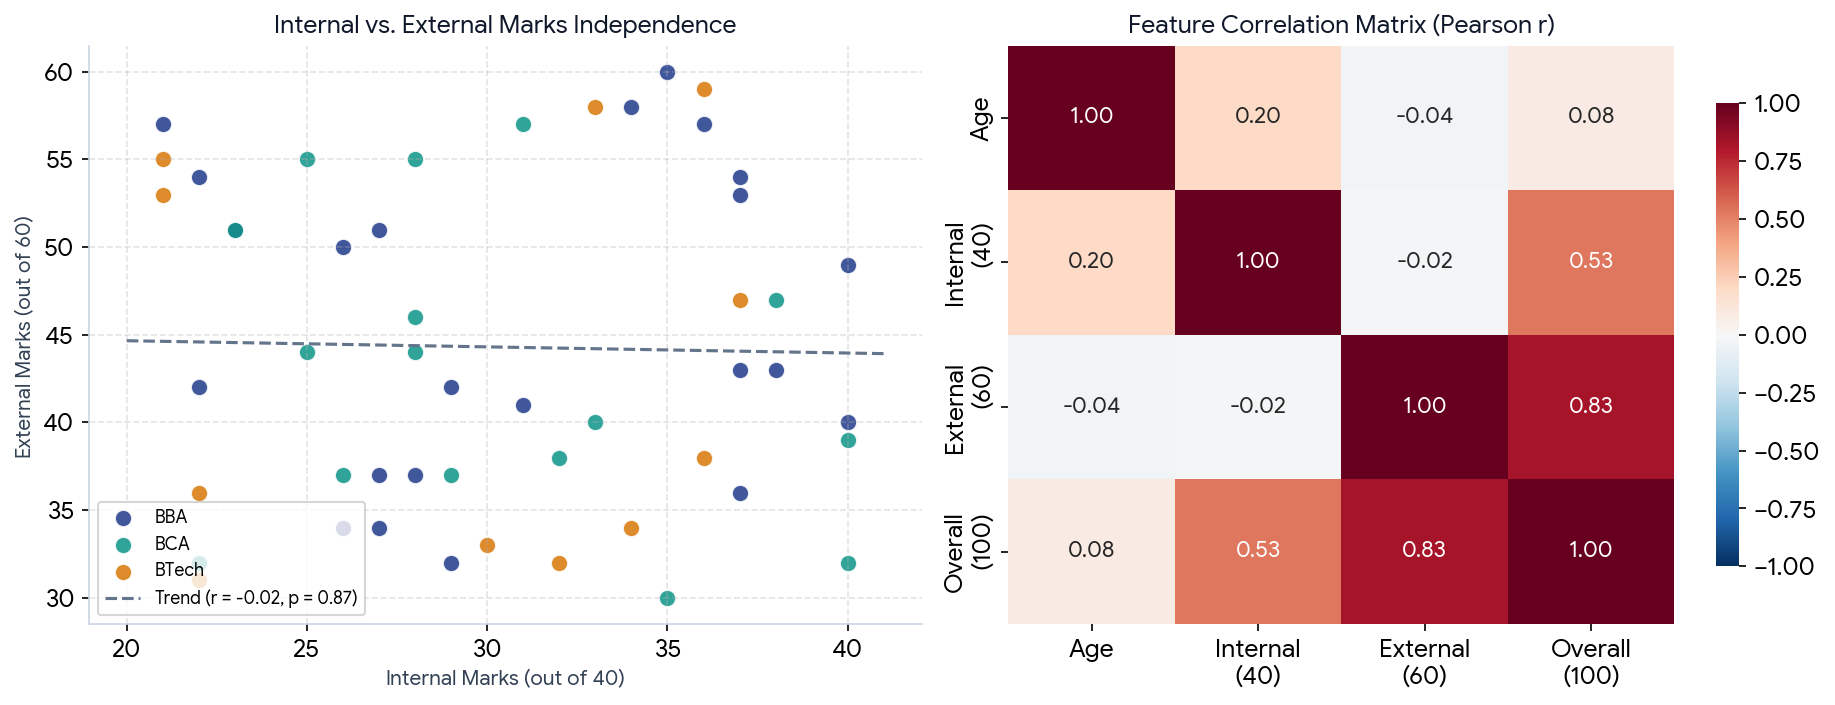 Internal vs. External Marks Independence
External Marks (out of 60)
60
55
50
45
40
35
30
BBA
BCA
BTech
Trend (r = -0.02, p = 0.87)
20 25 30 35 40
Internal Marks (out of 40)
Feature Correlation Matrix (Pearson r)
Age
1.00 0.20 -0.04 0.08
Internal
(40)
0.20 1.00 -0.02 0.53
External
(60)
-0.04 -0.02 1.00 0.83
Overall
(100)
0.08 0.53 0.83 1.00
Age Internal External Overall
(40) (60) (100)
1.00
0.75
0.50
0.25
0.00
−0.25
−0.50
−0.75
−1.00